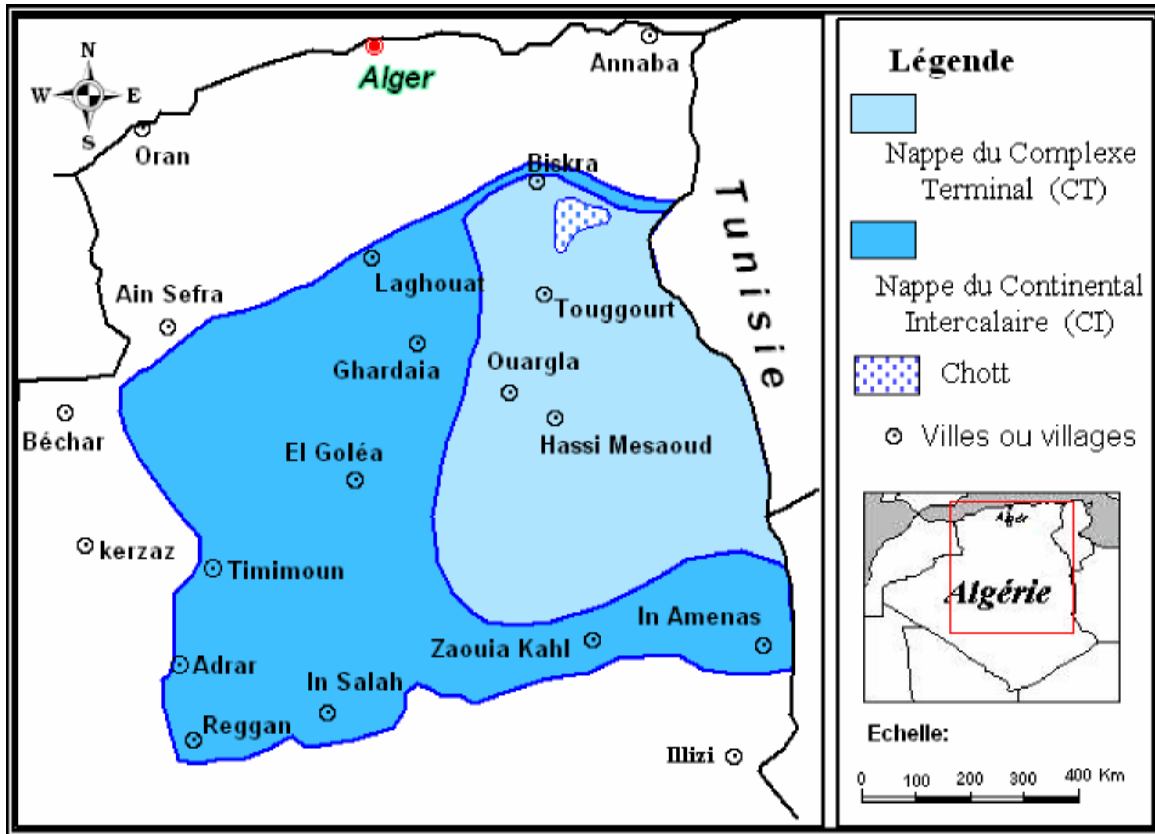 N
W E
S
Alger
Annaba
Oran
Biskra
Tunisie
Laghouat
Ain Sefra
Touggourt
Ghardaia
Ouargla
Béchar
Hassi Mesaoud
El Goléa
kerzaz
Timimoun
In Amenas
Zaouia Kahl
Adrar
In Salah
Reggan
Illizi
Légende
Nappe du Complexe
Terminal (CT)
Nappe du Continental
Intercalaire (CI)
Chott
Villes ou villages
Alger
Algérie
Echelle:
0 100 200 300 400 Km